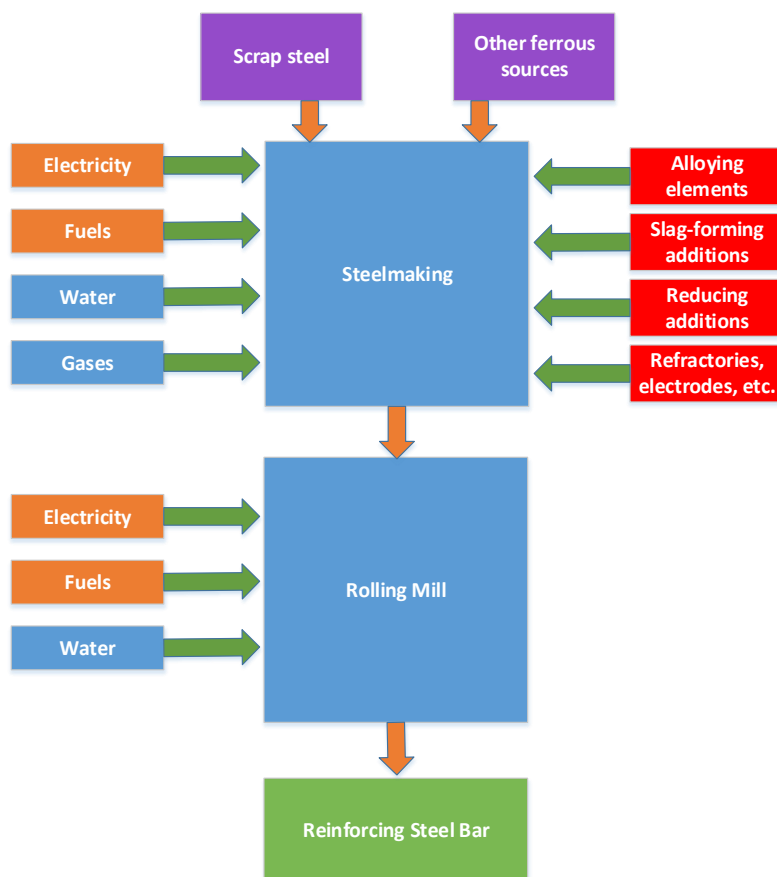 Scrap steel
Other ferrous
sources
Electricity
Fuels
Water
Gases
Steelmaking
Alloying
elements
Slag-forming
additions
Reducing
additions
Refractories,
electrodes, etc.
Electricity
Fuels
Water
Rolling Mill
Reinforcing Steel Bar